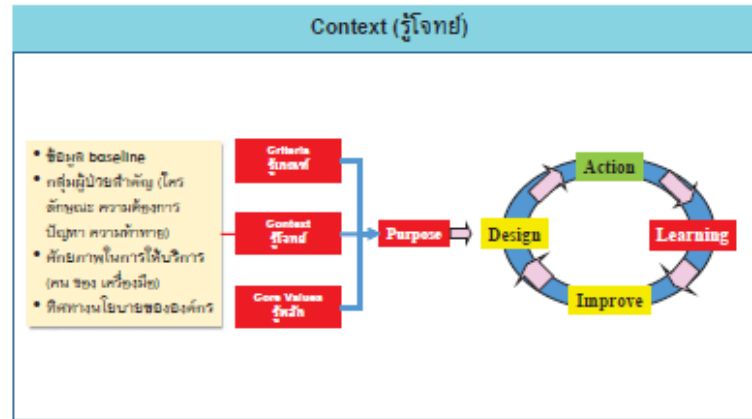 Context (รู้โจทย์)
• ข้อมูล baseline
• กลุ่มผู้ป่วยสำคัญ (ใคร
ลักษณะ ความต้องการ
ปัญหา ความท้าทาย)
• ศักยภาพในการให้บริการ
(คน ของ เครื่องมือ)
• ทิศทางนโยบายขององค์กร
Criteria
รู้เกณฑ์
Context
รู้โจทย์
Core Values
รู้หลัก
Purpose
Design
Action
Learning
Improve